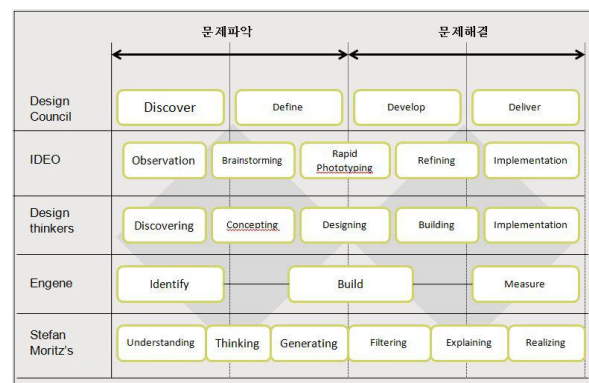 문제파악
문제해결
Design
Council
Discover
Define
Develop
Deliver
IDEO
Observation
Brainstorming
Rapid
Phototyping
Refining
Implementation
Design
thinkers
Discovering
Concepting
Designing
Building
Implementation
Engene
Identify
Build
Measure
Stefan
Moritz's
Understanding
Thinking
Generating
Filtering
Explaining
Realizing